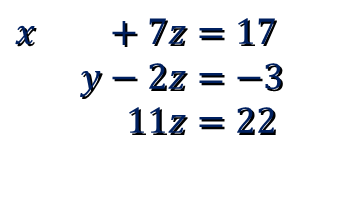 x + 7z = 17
y − 2z = −3
11z = 22